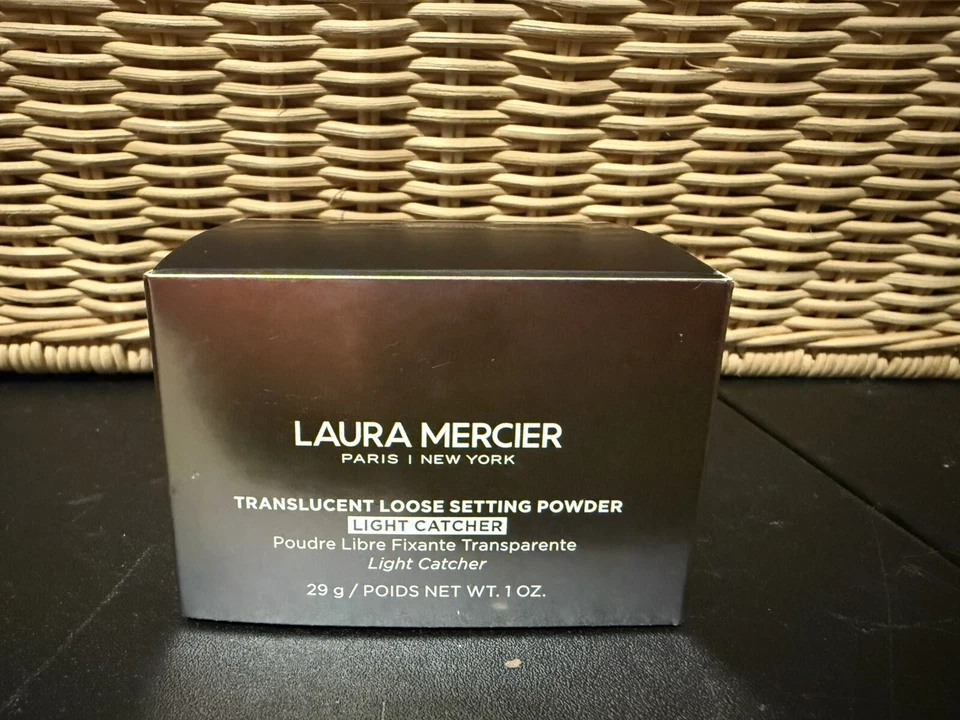 LAURA MERCIER
PARIS | NEW YORK
TRANSLUCENT LOOSE SETTING POWDER
LIGHT CATCHER
Poudre Libre Fixante Transparente
Light Catcher
29 g / POIDS NET WT. 1 OZ.